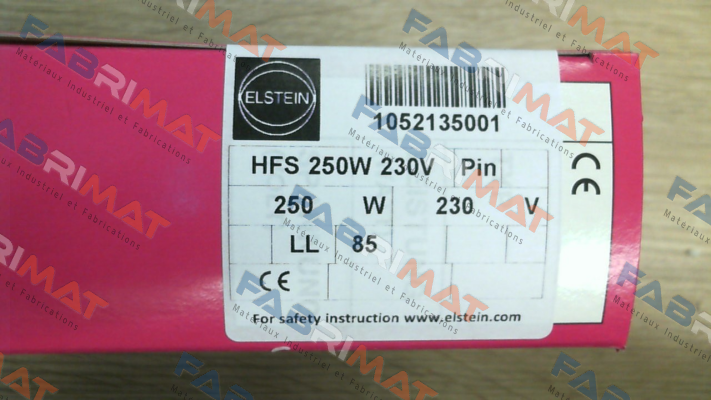 ELSTEIN
1052135001
HFS 250W 230V Pin
250 W 230 V
LL 85
CE
CE
For safety instruction www.elstein.com
FABRIMAT
Matériaux Industriel et Fabrications